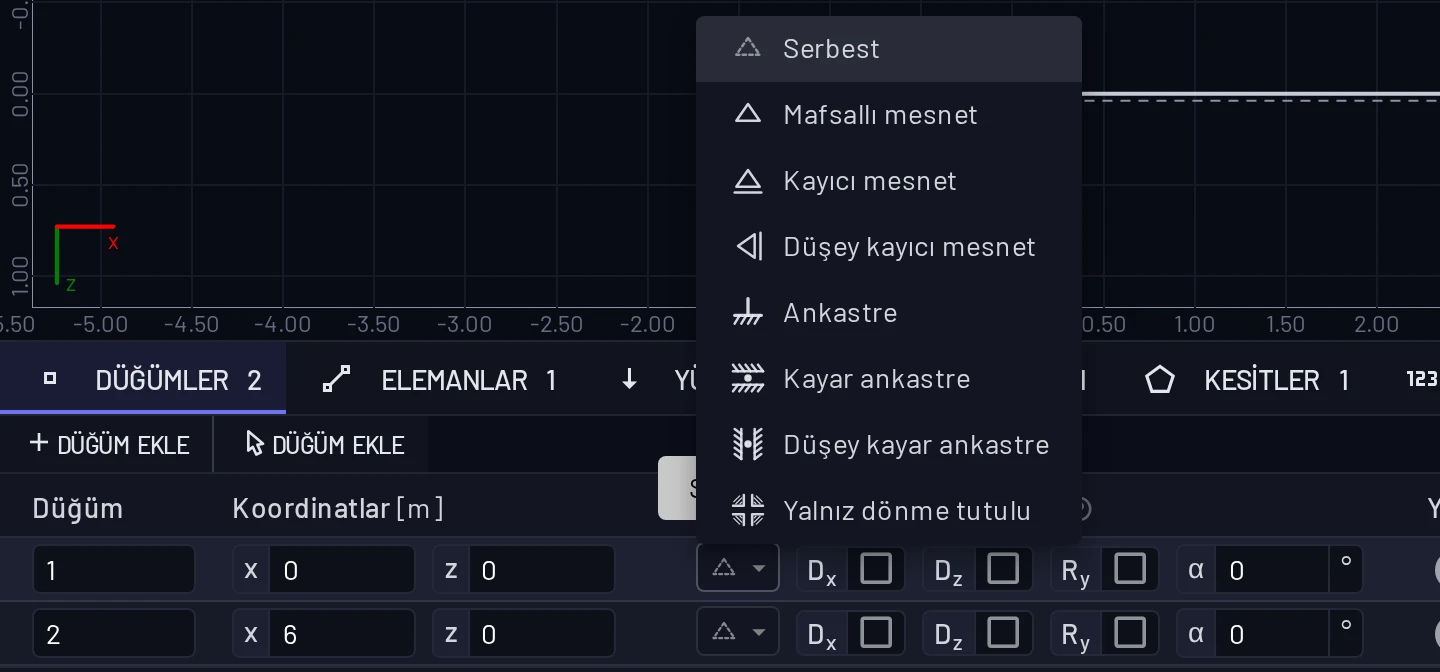 Serbest
Mafsallı mesnet
Kayıcı mesnet
Düşey kayıcı mesnet
Ankastre
Kayar ankastre
Düşey kayar ankastre
Yalnız dönme tutulu
0.00
0.50
1.00
x
z
-5.00 -4.50 -4.00 -3.50 -3.00 -2.50 -2.00 0.50 1.00 1.50 2.00
DÜĞÜMLER 2 ELEMANLAR 1 KESİTLER 1 123
+ DÜĞÜM EKLE DÜĞÜM EKLE
Düğüm Koordinatlar [m]
1 x 0 z 0 Dx Dz Ry α 0 °
2 x 6 z 0 Dx Dz Ry α 0 °